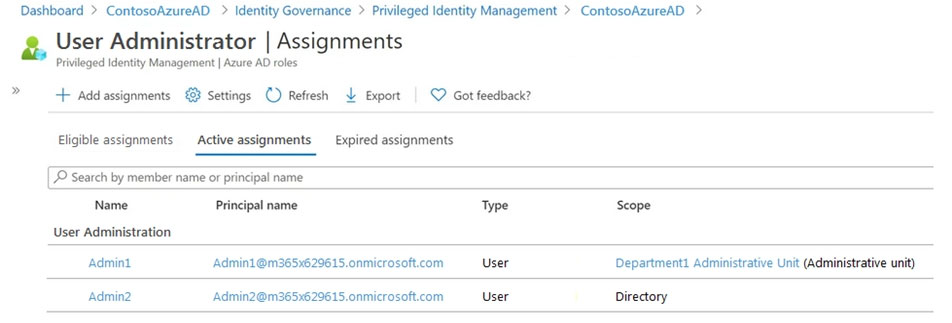 Dashboard > ContosoAzureAD > Identity Governance > Privileged Identity Management > ContosoAzureAD >
User Administrator | Assignments
Privileged Identity Management | Azure AD roles
» + Add assignments Settings Refresh Export Got feedback?
Eligible assignments Active assignments Expired assignments
Search by member name or principal name
Name Principal name Type Scope
User Administration
Admin1 Admin1@m365x629615.onmicrosoft.com User Department1 Administrative Unit (Administrative unit)
Admin2 Admin2@m365x629615.onmicrosoft.com User Directory